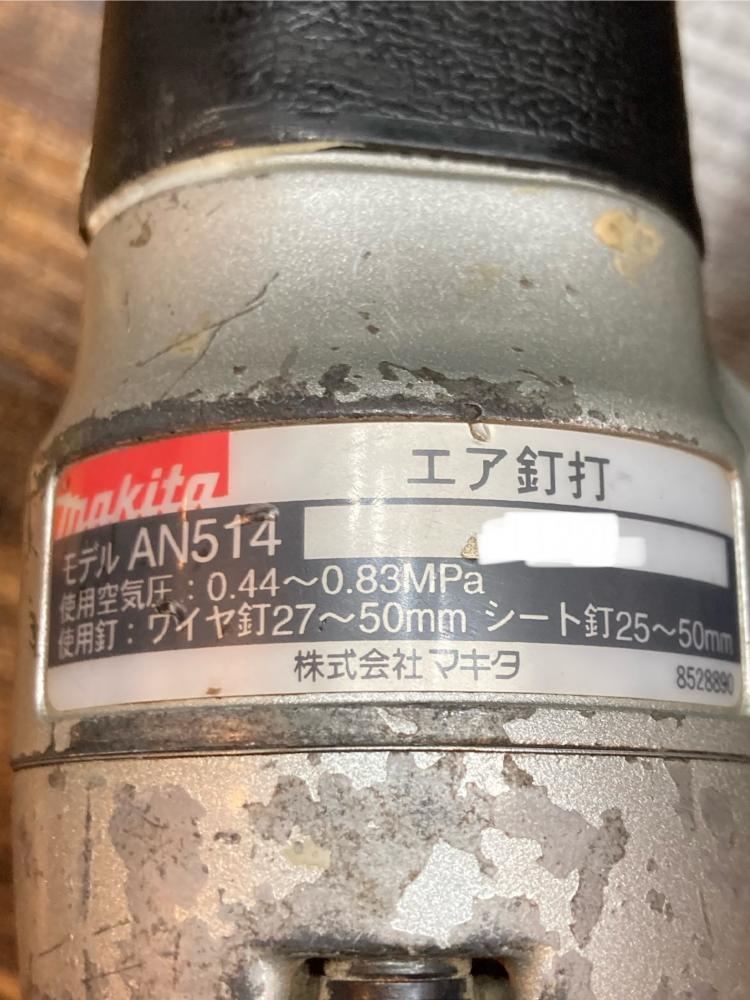 makita
エア釘打
モデル AN514
使用空気圧：0.44〜0.83MPa
使用釘：ワイヤ釘27〜50mm シート釘25〜50mm
株式会社 マキタ
8528890